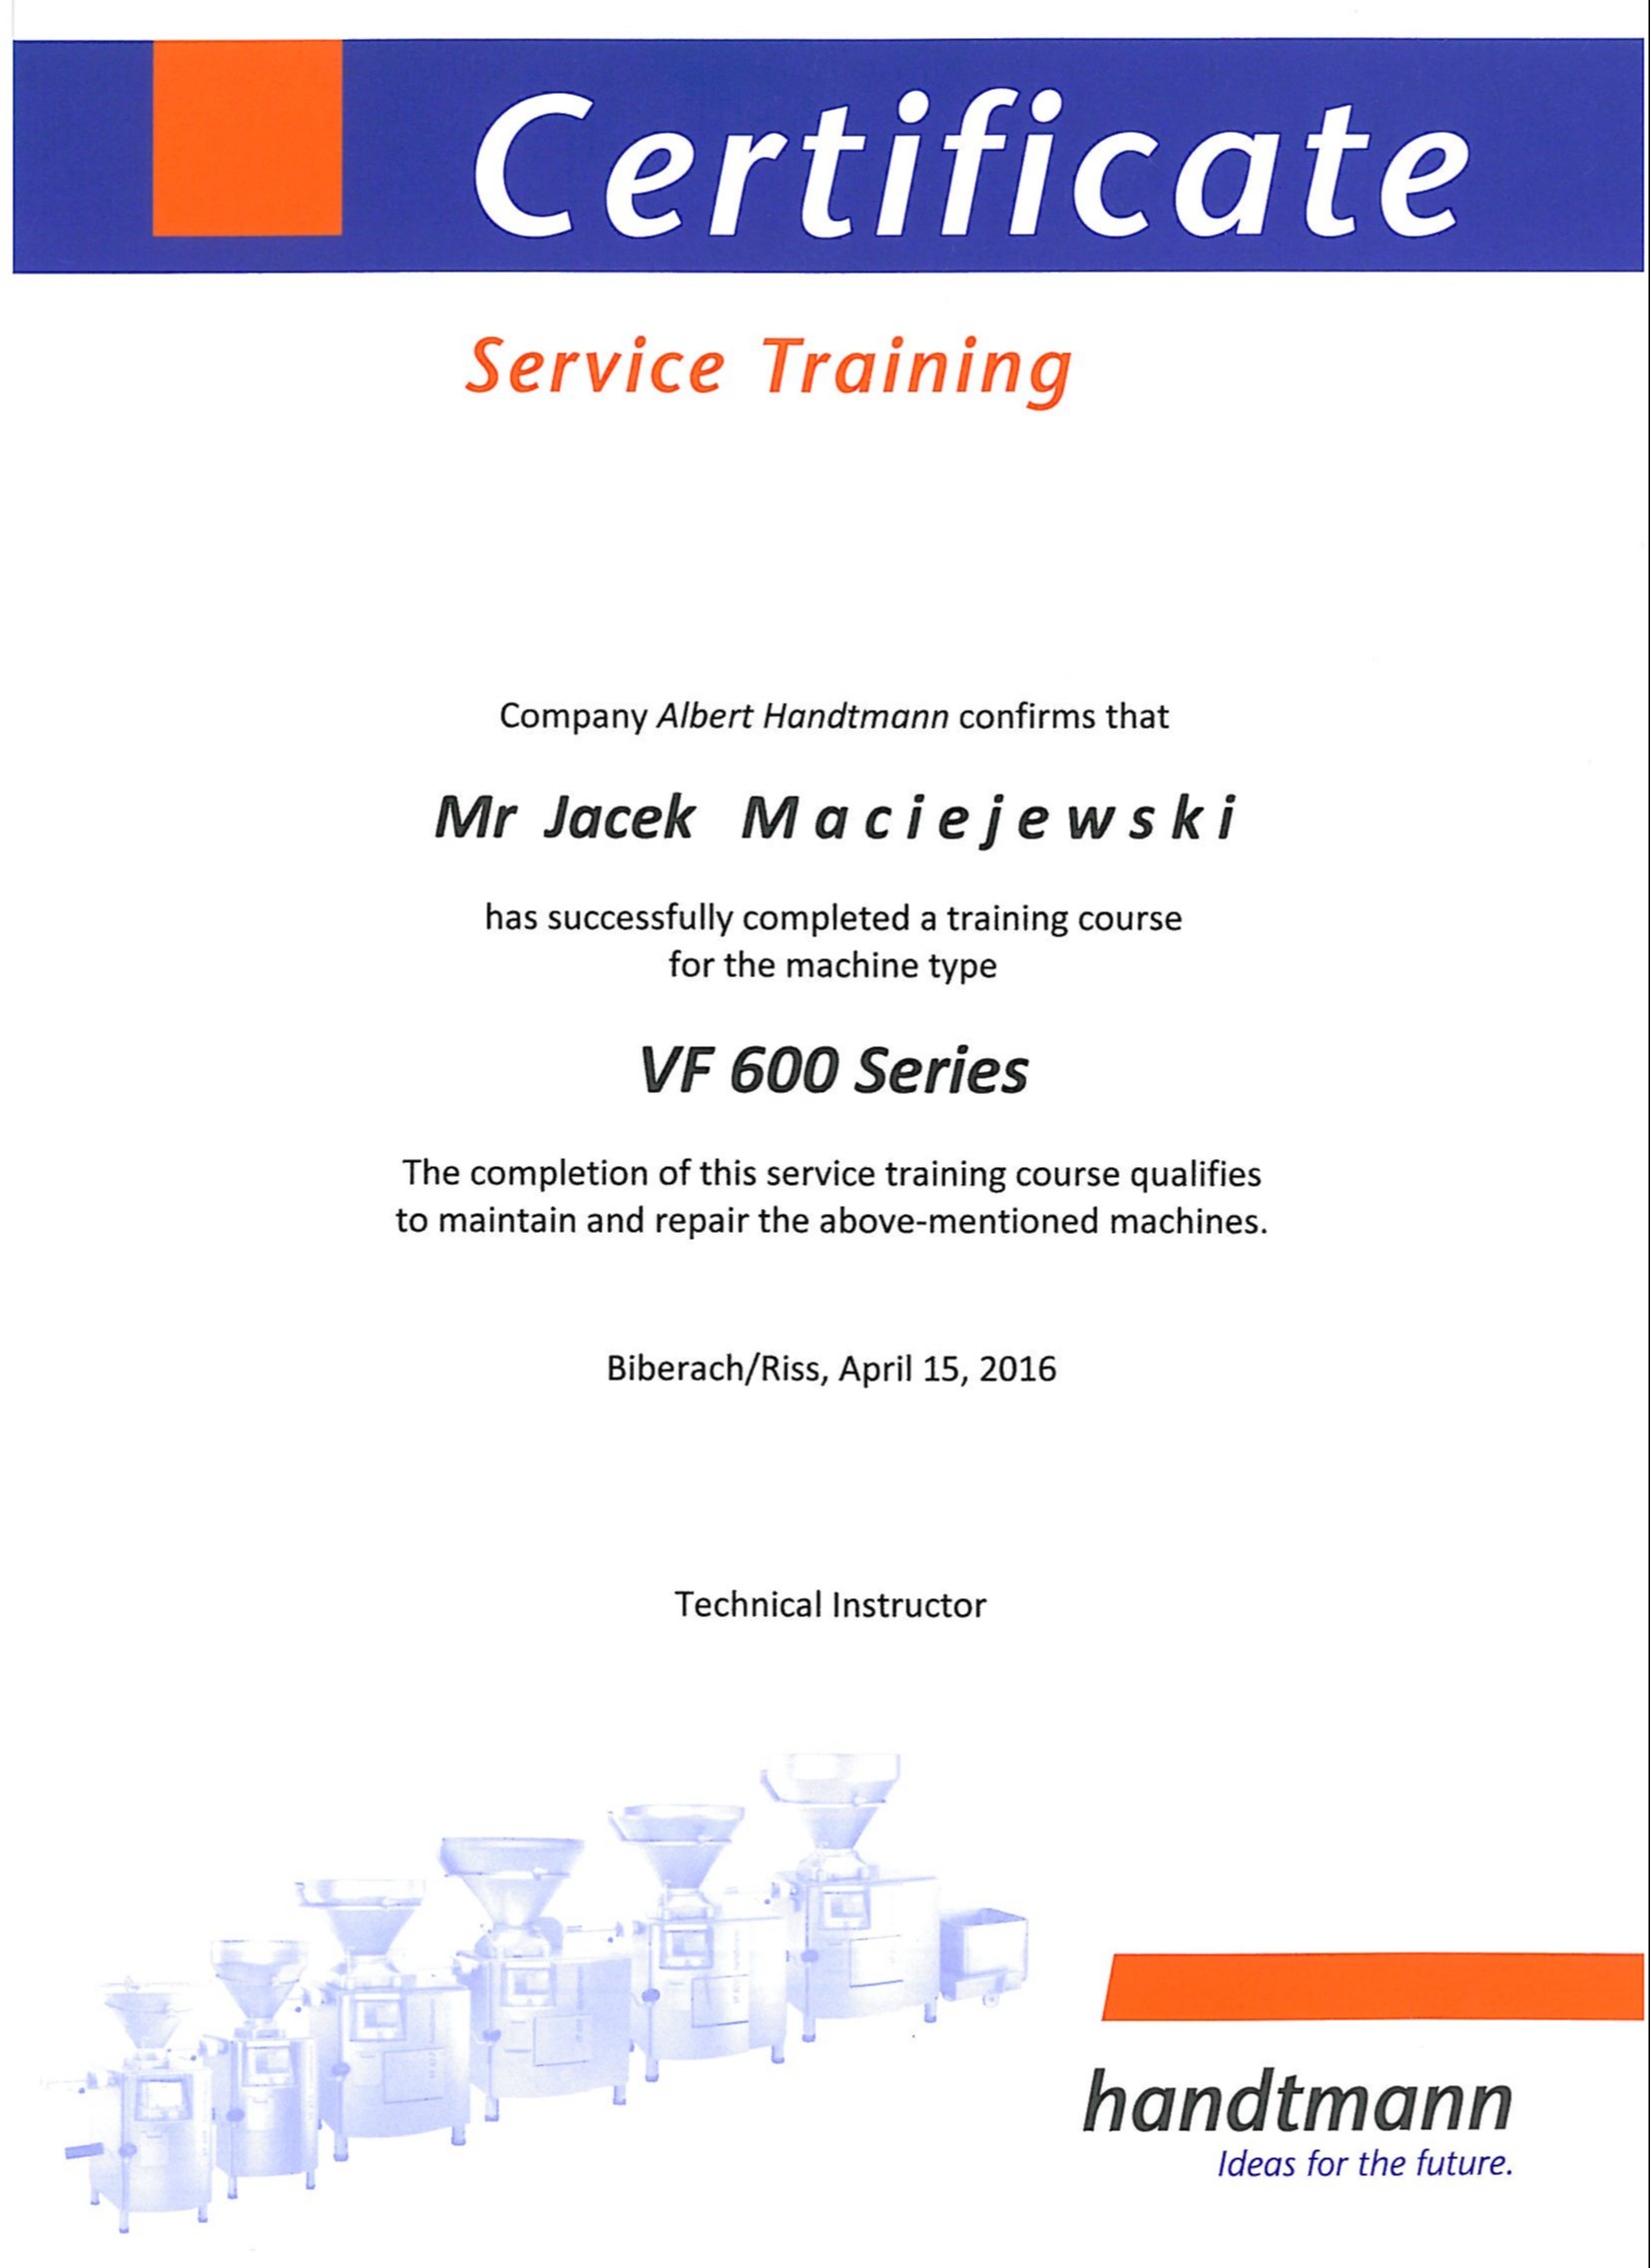 Certificate
Service Training
Company Albert Handtmann confirms that
Mr Jacek Maciejewski
has successfully completed a training course
for the machine type
VF 600 Series
The completion of this service training course qualifies
to maintain and repair the above-mentioned machines.
Biberach/Riss, April 15, 2016
Technical Instructor
handtmann
Ideas for the future.